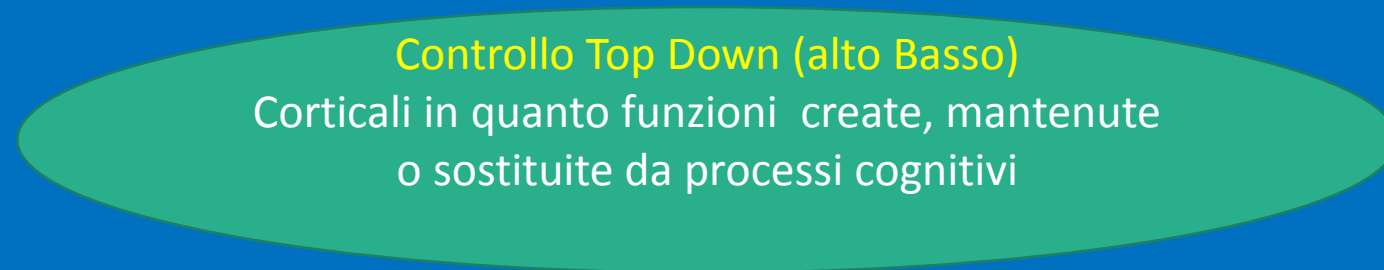 Controllo Top Down (alto Basso)
Corticali in quanto funzioni  create, mantenute
o sostituite da processi cognitivi